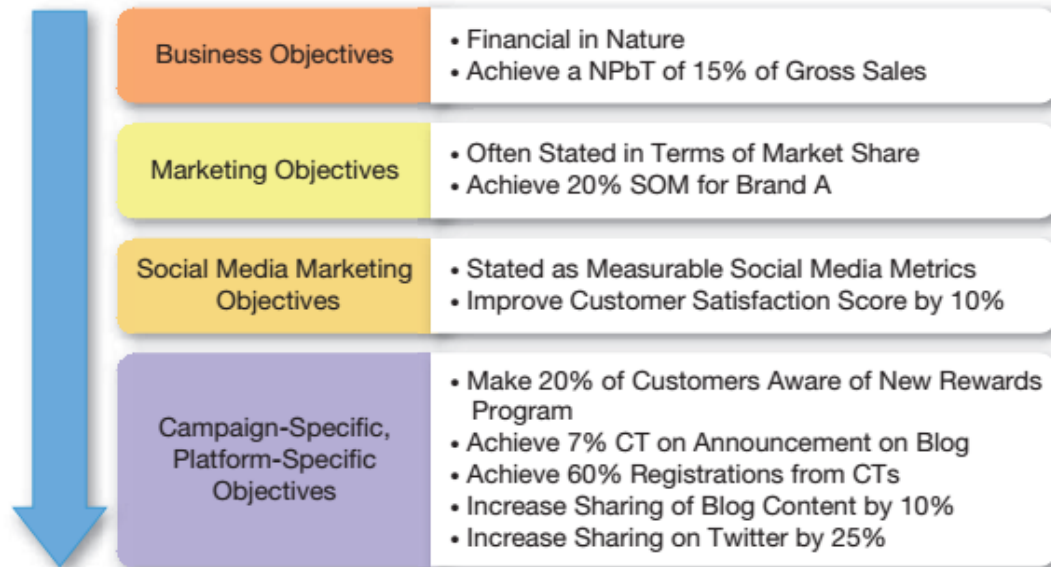 Business Objectives
• Financial in Nature
• Achieve a NPbT of 15% of Gross Sales
Marketing Objectives
• Often Stated in Terms of Market Share
• Achieve 20% SOM for Brand A
Social Media Marketing
Objectives
• Stated as Measurable Social Media Metrics
• Improve Customer Satisfaction Score by 10%
Campaign-Specific,
Platform-Specific
Objectives
• Make 20% of Customers Aware of New Rewards
Program
• Achieve 7% CT on Announcement on Blog
• Achieve 60% Registrations from CTs
• Increase Sharing of Blog Content by 10%
• Increase Sharing on Twitter by 25%